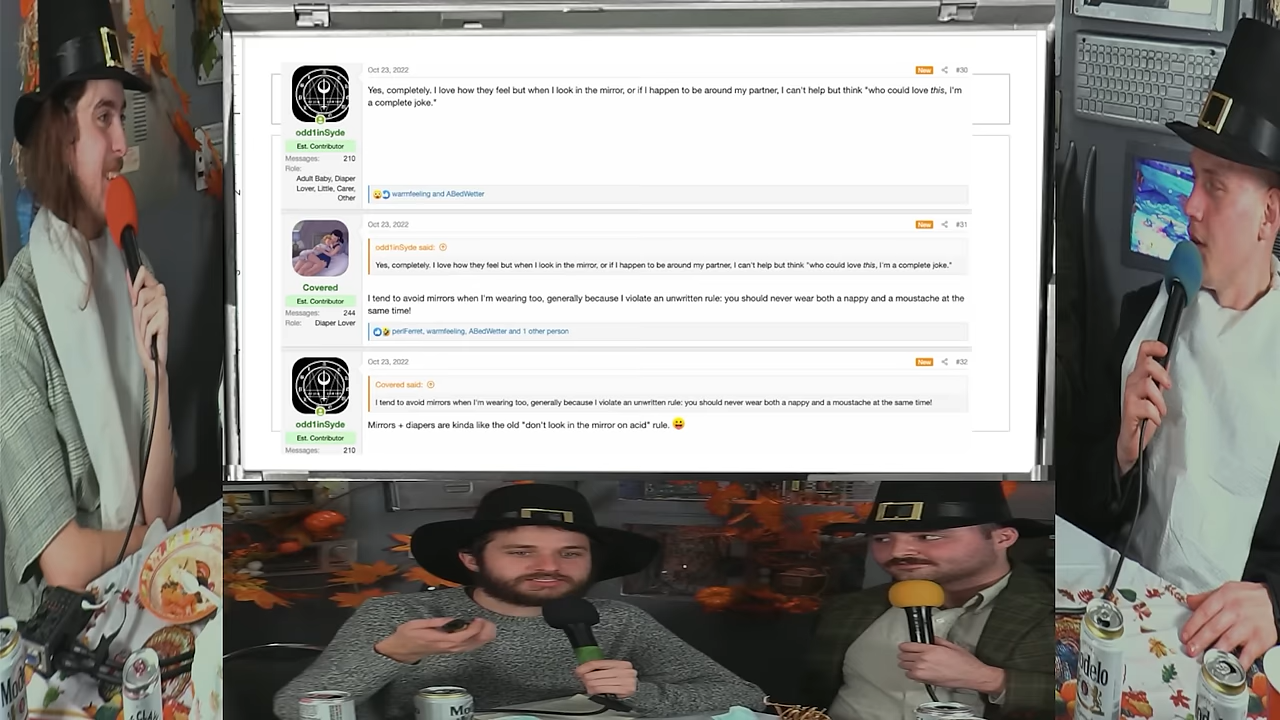 Oct 23, 2022
New
#30
Yes, completely. I love how they feel but when I look in the mirror, or if I happen to be around my partner, I can't help but think "who could love this, I'm
a complete joke."
odd1inSyde
Est. Contributor
Messages: 210
Role:
Adult Baby, Diaper
Lover, Little, Carer,
Other
warmfeeling and ABedWetter
Oct 23, 2022
New
#31
odd1inSyde said:
Yes, completely. I love how they feel but when I look in the mirror, or if I happen to be around my partner, I can't help but think "who could love this, I'm a complete joke."
Covered
Est. Contributor
Messages: 244
Role: Diaper Lover
I tend to avoid mirrors when I'm wearing too, generally because I violate an unwritten rule: you should never wear both a nappy and a moustache at the
same time!
perlFerret, warmfeeling, ABedWetter and 1 other person
Oct 23, 2022
New
#32
Covered said:
I tend to avoid mirrors when I'm wearing too, generally because I violate an unwritten rule: you should never wear both a nappy and a moustache at the same time!
odd1inSyde
Est. Contributor
Messages: 210
Mirrors + diapers are kinda like the old "don't look in the mirror on acid" rule.
Mo
CLA
Mo
Modelo